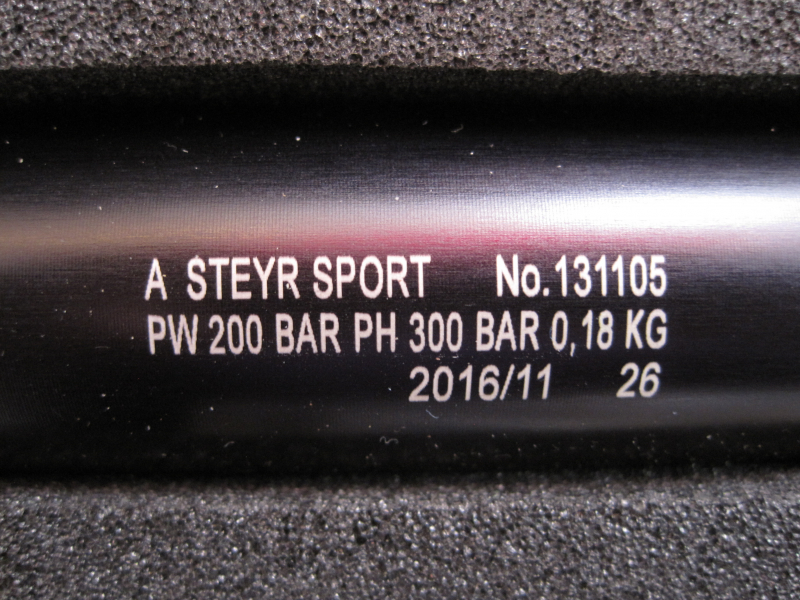 A STEYR SPORT No.131105
PW 200 BAR PH 300 BAR 0,18 KG
2016/11 26